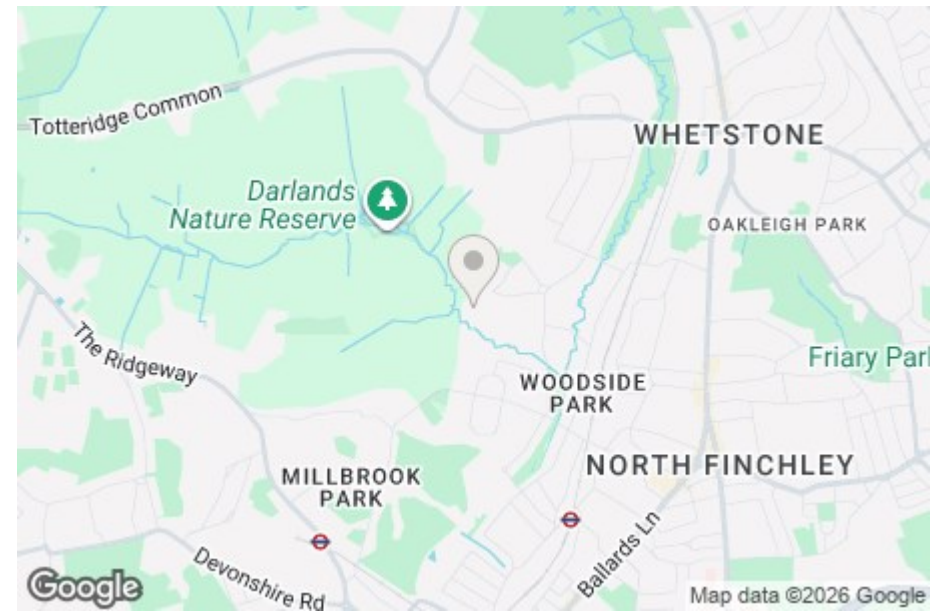 Totteridge Common
WHETSTONE
Darlands
Nature Reserve
OAKLEIGH PARK
The Ridgeway
Friary Parl
WOODSIDE
PARK
NORTH FINCHLEY
MILLBROOK
PARK
Devonshire Rd
Ballards Ln
Google
Map data ©2026 Google